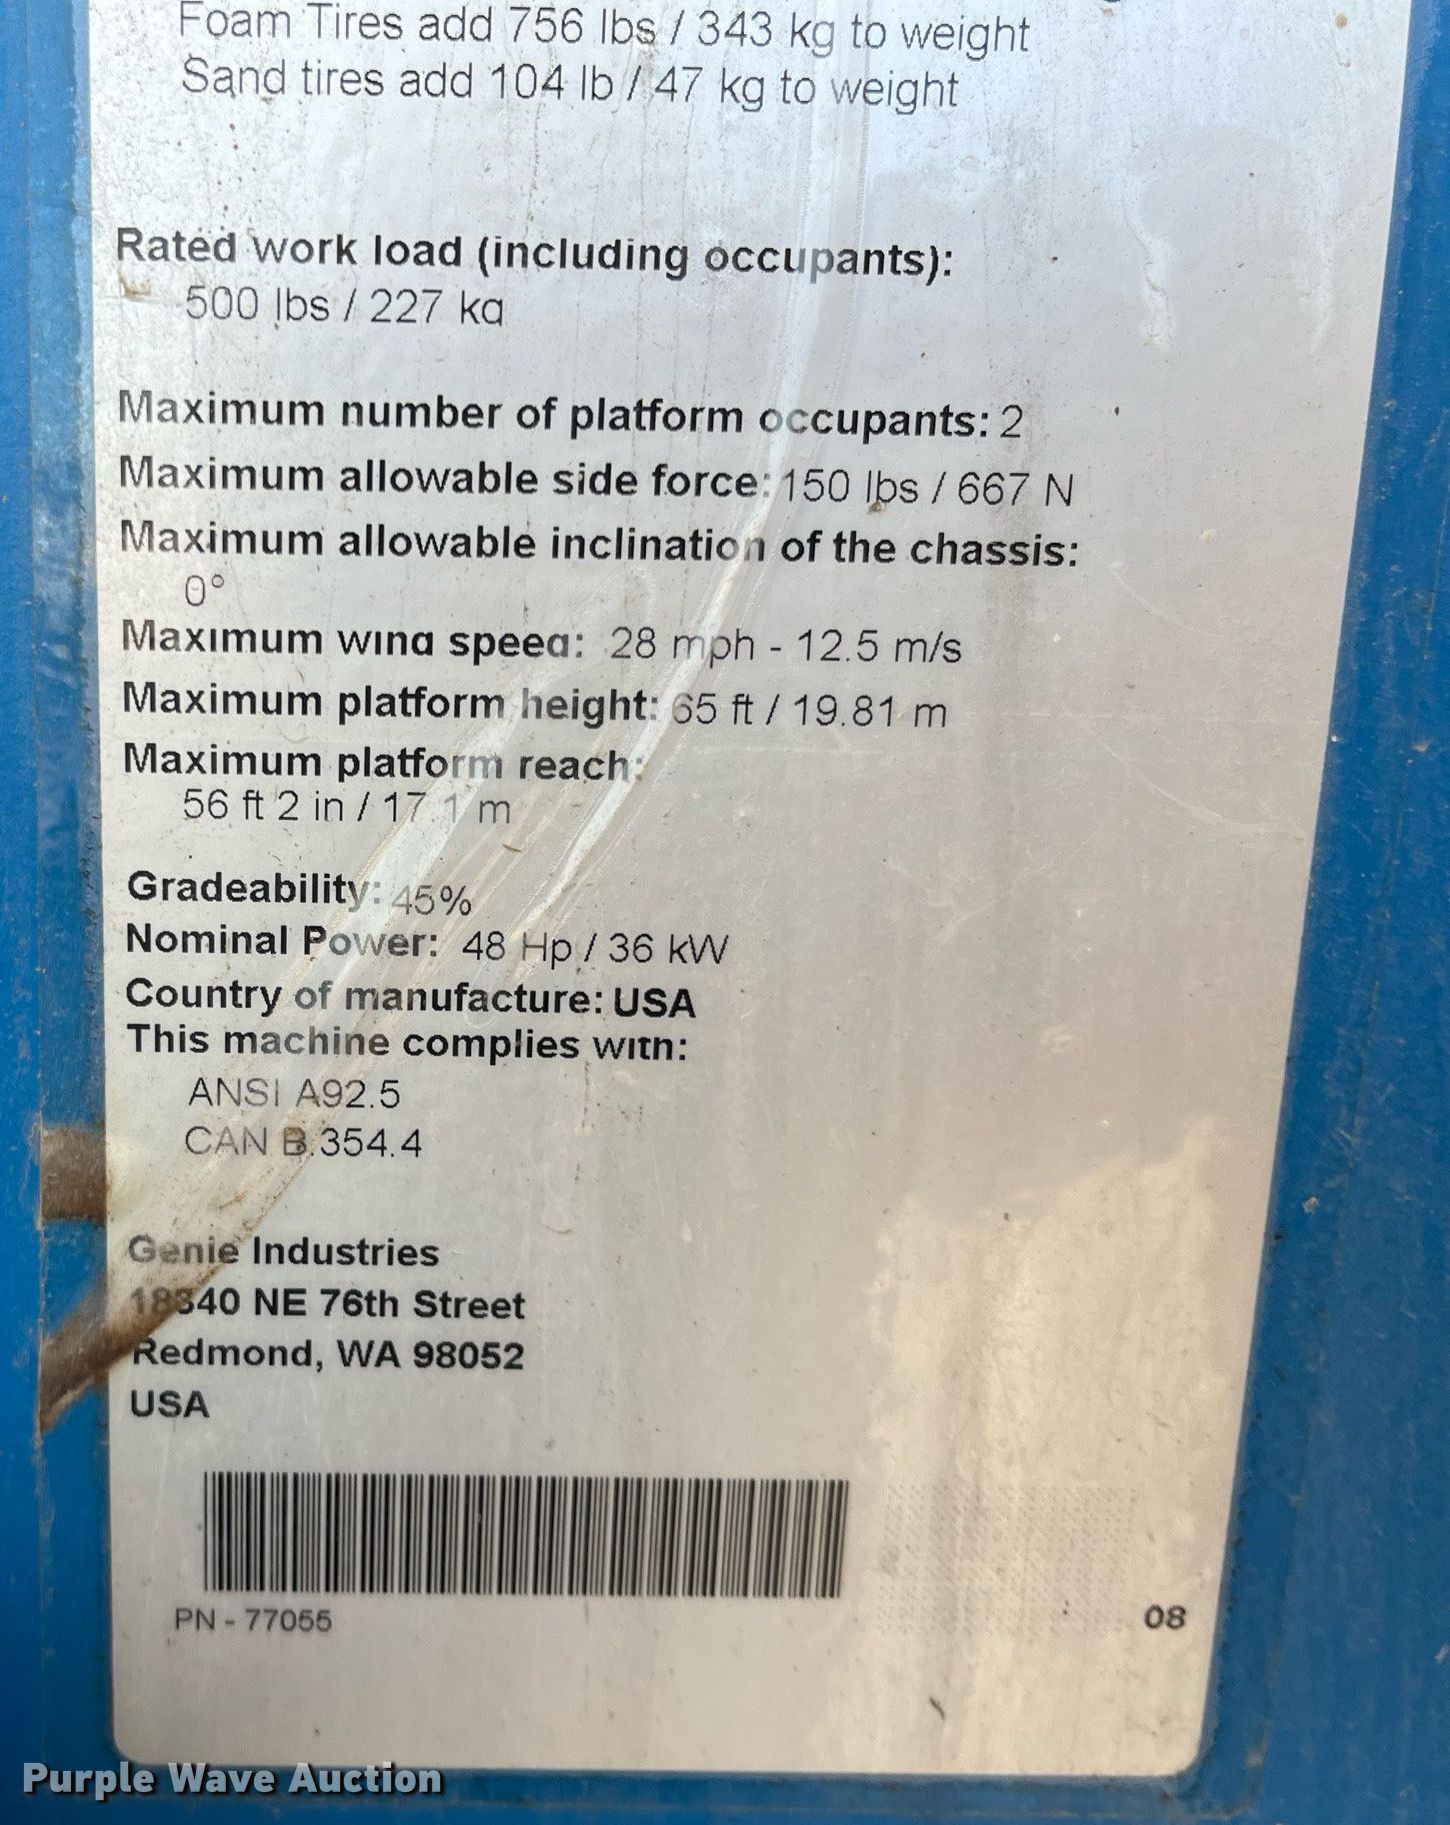 Foam Tires add 756 lbs / 343 kg to weight
Sand tires add 104 lb / 47 kg to weight
Rated work load (including occupants):
500 lbs / 227 kg
Maximum number of platform occupants: 2
Maximum allowable side force: 150 lbs / 667 N
Maximum allowable inclination of the chassis:
0°
Maximum wind speed: 28 mph - 12.5 m/s
Maximum platform height: 65 ft / 19.81 m
Maximum platform reach:
56 ft 2 in / 17.1 m
Gradeability: 45%
Nominal Power: 48 Hp / 36 kW
Country of manufacture: USA
This machine complies with:
ANSI A92.5
CAN B.354.4
Genie Industries
18340 NE 76th Street
Redmond, WA 98052
USA
PN - 77055
08
Purple Wave Auction